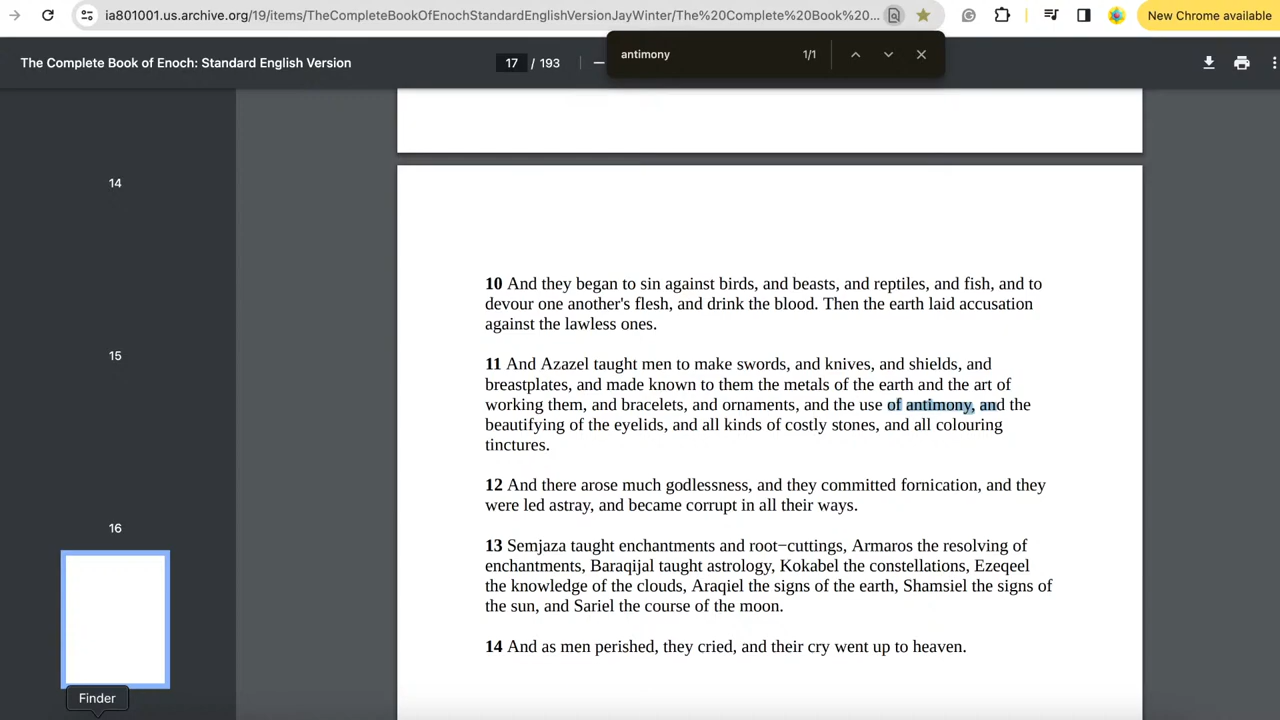 ia801001.us.archive.org/19/items/TheCompleteBookOfEnochStandardEnglishVersionJayWinter/The%20Complete%20Book%20...
New Chrome available
antimony
1/1
The Complete Book of Enoch: Standard English Version
17 / 193
14
15
16
10 And they began to sin against birds, and beasts, and reptiles, and fish, and to
devour one another's flesh, and drink the blood. Then the earth laid accusation
against the lawless ones.
11 And Azazel taught men to make swords, and knives, and shields, and
breastplates, and made known to them the metals of the earth and the art of
working them, and bracelets, and ornaments, and the use of antimony, and the
beautifying of the eyelids, and all kinds of costly stones, and all colouring
tinctures.
12 And there arose much godlessness, and they committed fornication, and they
were led astray, and became corrupt in all their ways.
13 Semjaza taught enchantments and root−cuttings, Armaros the resolving of
enchantments, Baraqijal taught astrology, Kokabel the constellations, Ezeqeel
the knowledge of the clouds, Araqiel the signs of the earth, Shamsiel the signs of
the sun, and Sariel the course of the moon.
14 And as men perished, they cried, and their cry went up to heaven.
Finder